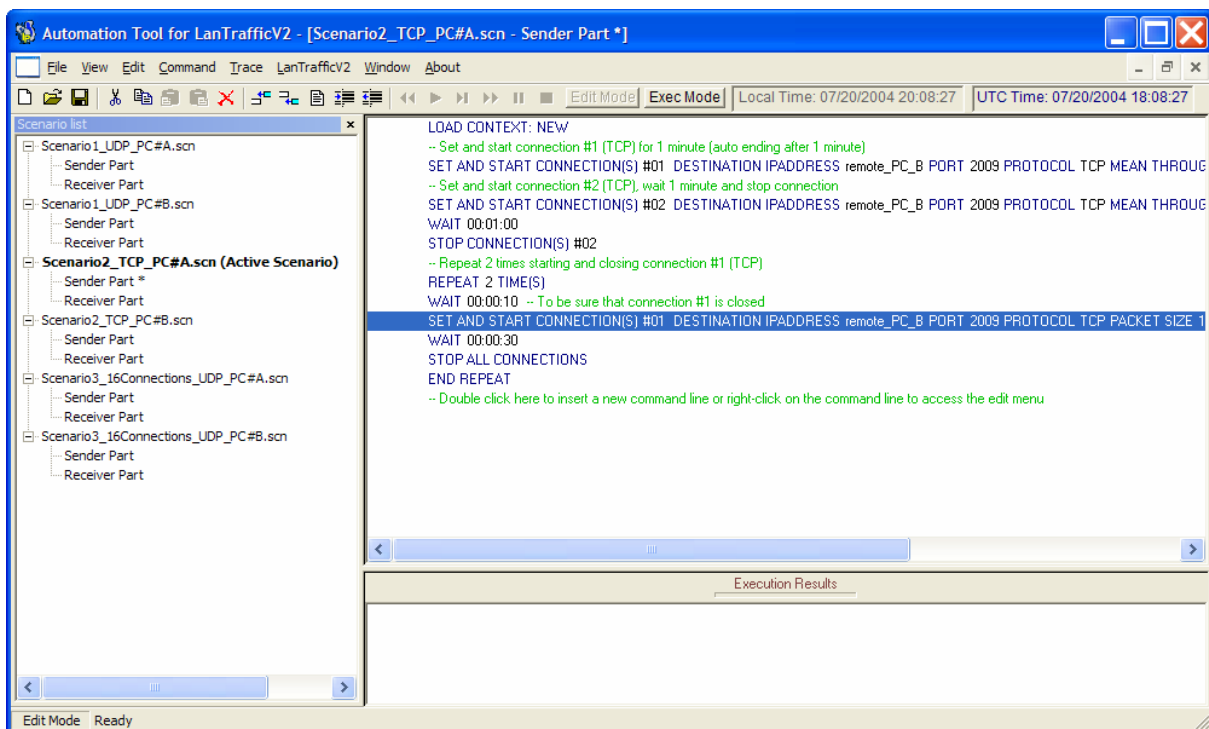 Automation Tool for LanTrafficV2 - [Scenario2_TCP_PC#A.scn - Sender Part *]
File View Edit Command Trace LanTrafficV2 Window About
Edit Mode Exec Mode Local Time: 07/20/2004 20:08:27 UTC Time: 07/20/2004 18:08:27
Scenario list
Scenario1_UDP_PC#A.scn
Sender Part
Receiver Part
Scenario1_UDP_PC#B.scn
Sender Part
Receiver Part
Scenario2_TCP_PC#A.scn (Active Scenario)
Sender Part *
Receiver Part
Scenario2_TCP_PC#B.scn
Sender Part
Receiver Part
Scenario3_16Connections_UDP_PC#A.scn
Sender Part
Receiver Part
Scenario3_16Connections_UDP_PC#B.scn
Sender Part
Receiver Part
LOAD CONTEXT: NEW
-- Set and start connection #1 (TCP) for 1 minute (auto ending after 1 minute)
SET AND START CONNECTION(S) #01 DESTINATION IPADDRESS remote_PC_B PORT 2009 PROTOCOL TCP MEAN THROUG
-- Set and start connection #2 (TCP), wait 1 minute and stop connection
SET AND START CONNECTION(S) #02 DESTINATION IPADDRESS remote_PC_B PORT 2009 PROTOCOL TCP MEAN THROUG
WAIT 00:01:00
STOP CONNECTION(S) #02
-- Repeat 2 times starting and closing connection #1 (TCP)
REPEAT 2 TIME(S)
WAIT 00:00:10 -- To be sure that connection #1 is closed
SET AND START CONNECTION(S) #01 DESTINATION IPADDRESS remote_PC_B PORT 2009 PROTOCOL TCP PACKET SIZE 1
WAIT 00:00:30
STOP ALL CONNECTIONS
END REPEAT
-- Double click here to insert a new command line or right-click on the command line to access the edit menu
Execution Results
Edit Mode Ready